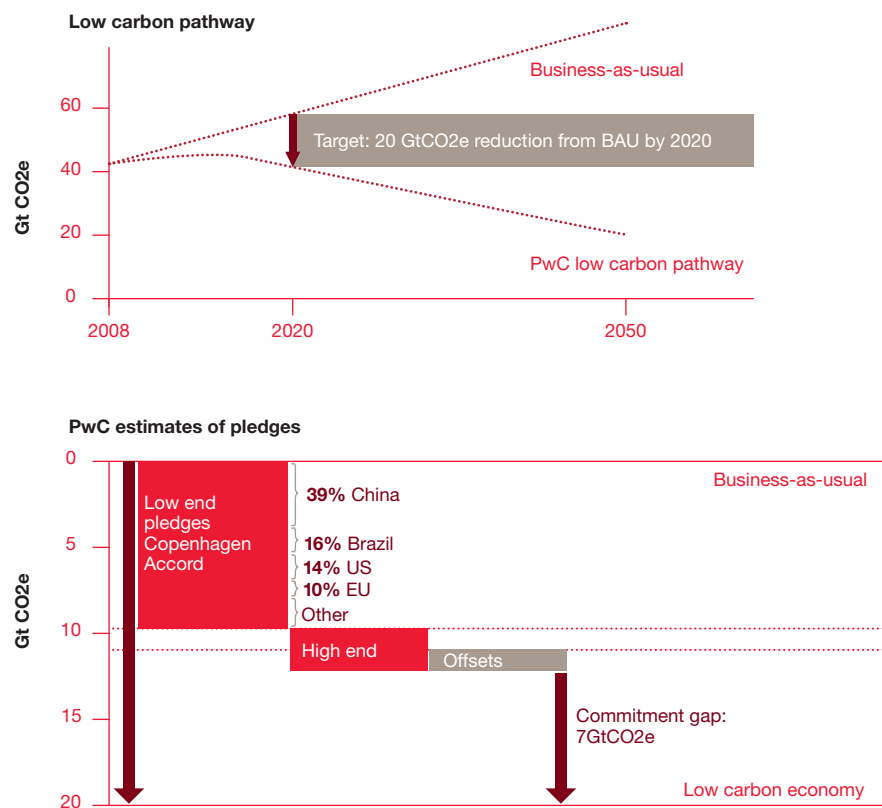 Low carbon pathway
Gt CO2e
60
40
20
0
2008
2020
2050
Business-as-usual
Target: 20 GtCO2e reduction from BAU by 2020
PwC low carbon pathway
PwC estimates of pledges
Gt CO2e
0
5
10
15
20
Business-as-usual
Low end
pledges
Copenhagen
Accord
39% China
16% Brazil
14% US
10% EU
Other
High end
Offsets
Commitment gap:
7GtCO2e
Low carbon economy